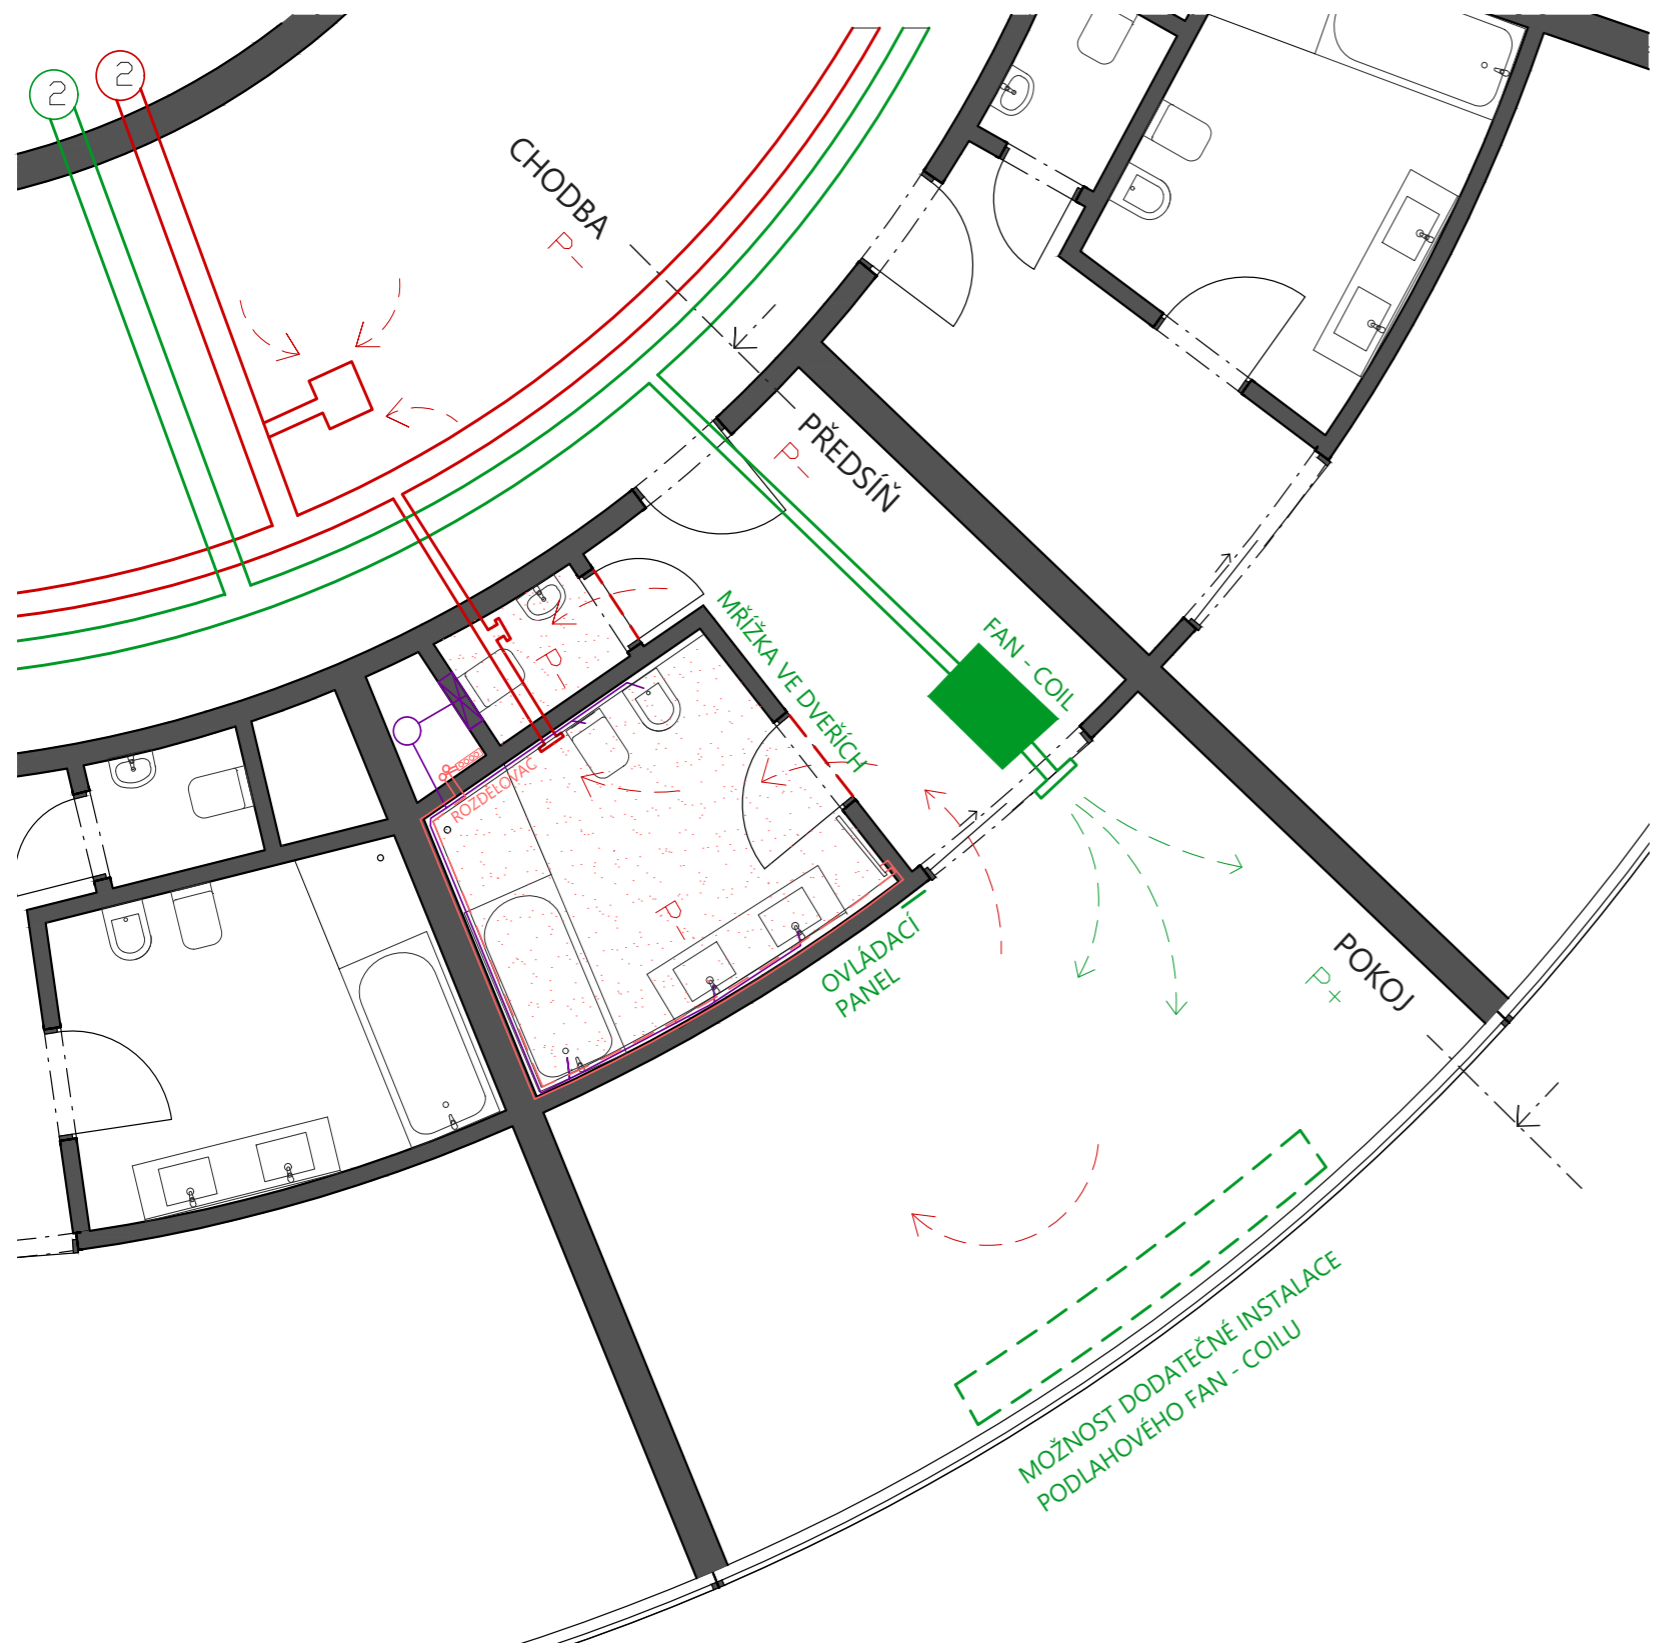 2
2
CHODBA
P-
PŘEDSÍŇ
P-
FAN - COIL
MŘÍŽKA VE DVEŘÍCH
P-
ROZDĚLOVAČ
P-
OVLÁDACÍ
PANEL
POKOJ
P+
MOŽNOST DODATEČNÉ INSTALACE
PODLAHOVÉHO FAN - COILU